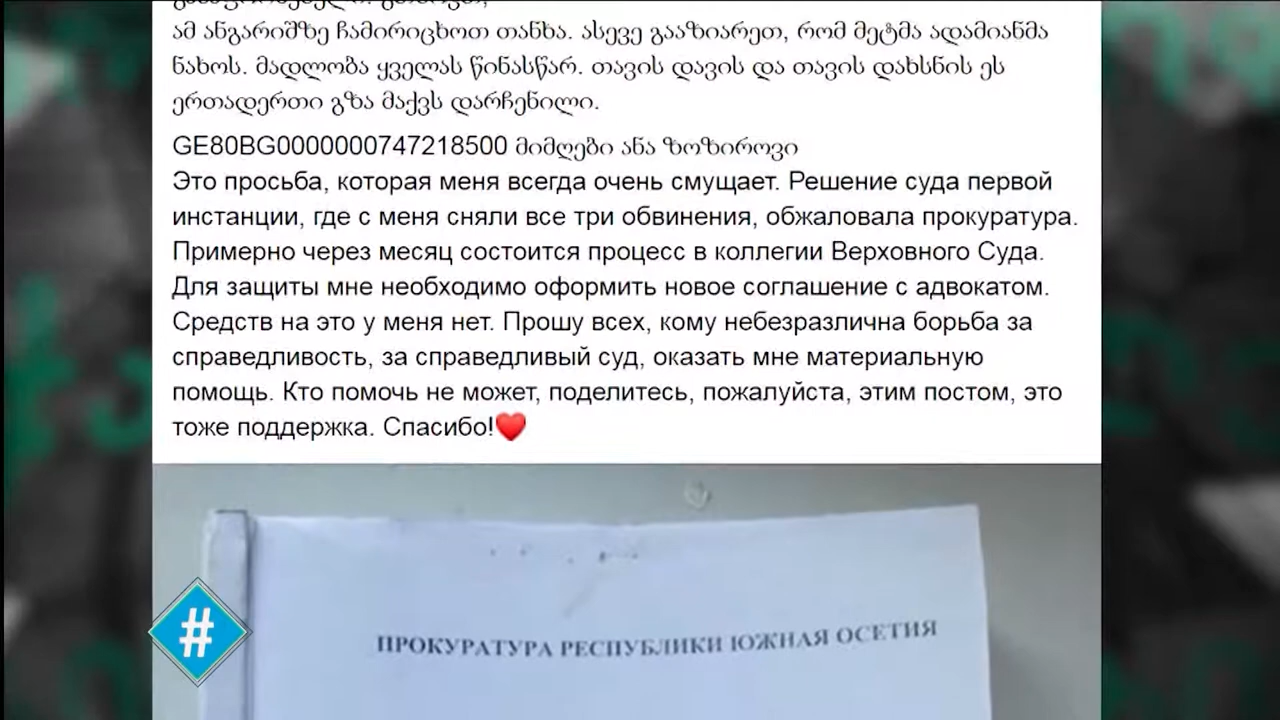 ამ ანგარიშზე ჩამირიცხოთ თანხა. ასევე გააზიარეთ, რომ მეტმა ადამიანმა
ნახოს. მადლობა ყველას წინასწარ. თავის დავის და თავის დახსნის ეს
ერთადერთი გზა მაქვს დარჩენილი.
GE80BG0000000747218500 მიმღები ანა ზოზიროვი
Это просьба, которая меня всегда очень смущает. Решение суда первой
инстанции, где с меня сняли все три обвинения, обжаловала прокуратура.
Примерно через месяц состоится процесс в коллегии Верховного Суда.
Для защиты мне необходимо оформить новое соглашение с адвокатом.
Средств на это у меня нет. Прошу всех, кому небезразлична борьба за
справедливость, за справедливый суд, оказать мне материальную
помощь. Кто помочь не может, поделитесь, пожалуйста, этим постом, это
тоже поддержка. Спасибо!❤️
ПРОКУРАТУРА РЕСПУБЛИКИ ЮЖНАЯ ОСЕТИЯ
#